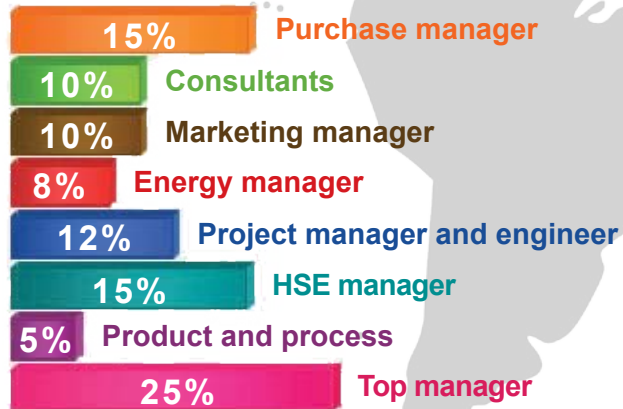 15% Purchase manager
10% Consultants
10% Marketing manager
8% Energy manager
12% Project manager and engineer
15% HSE manager
5% Product and process
25% Top manager